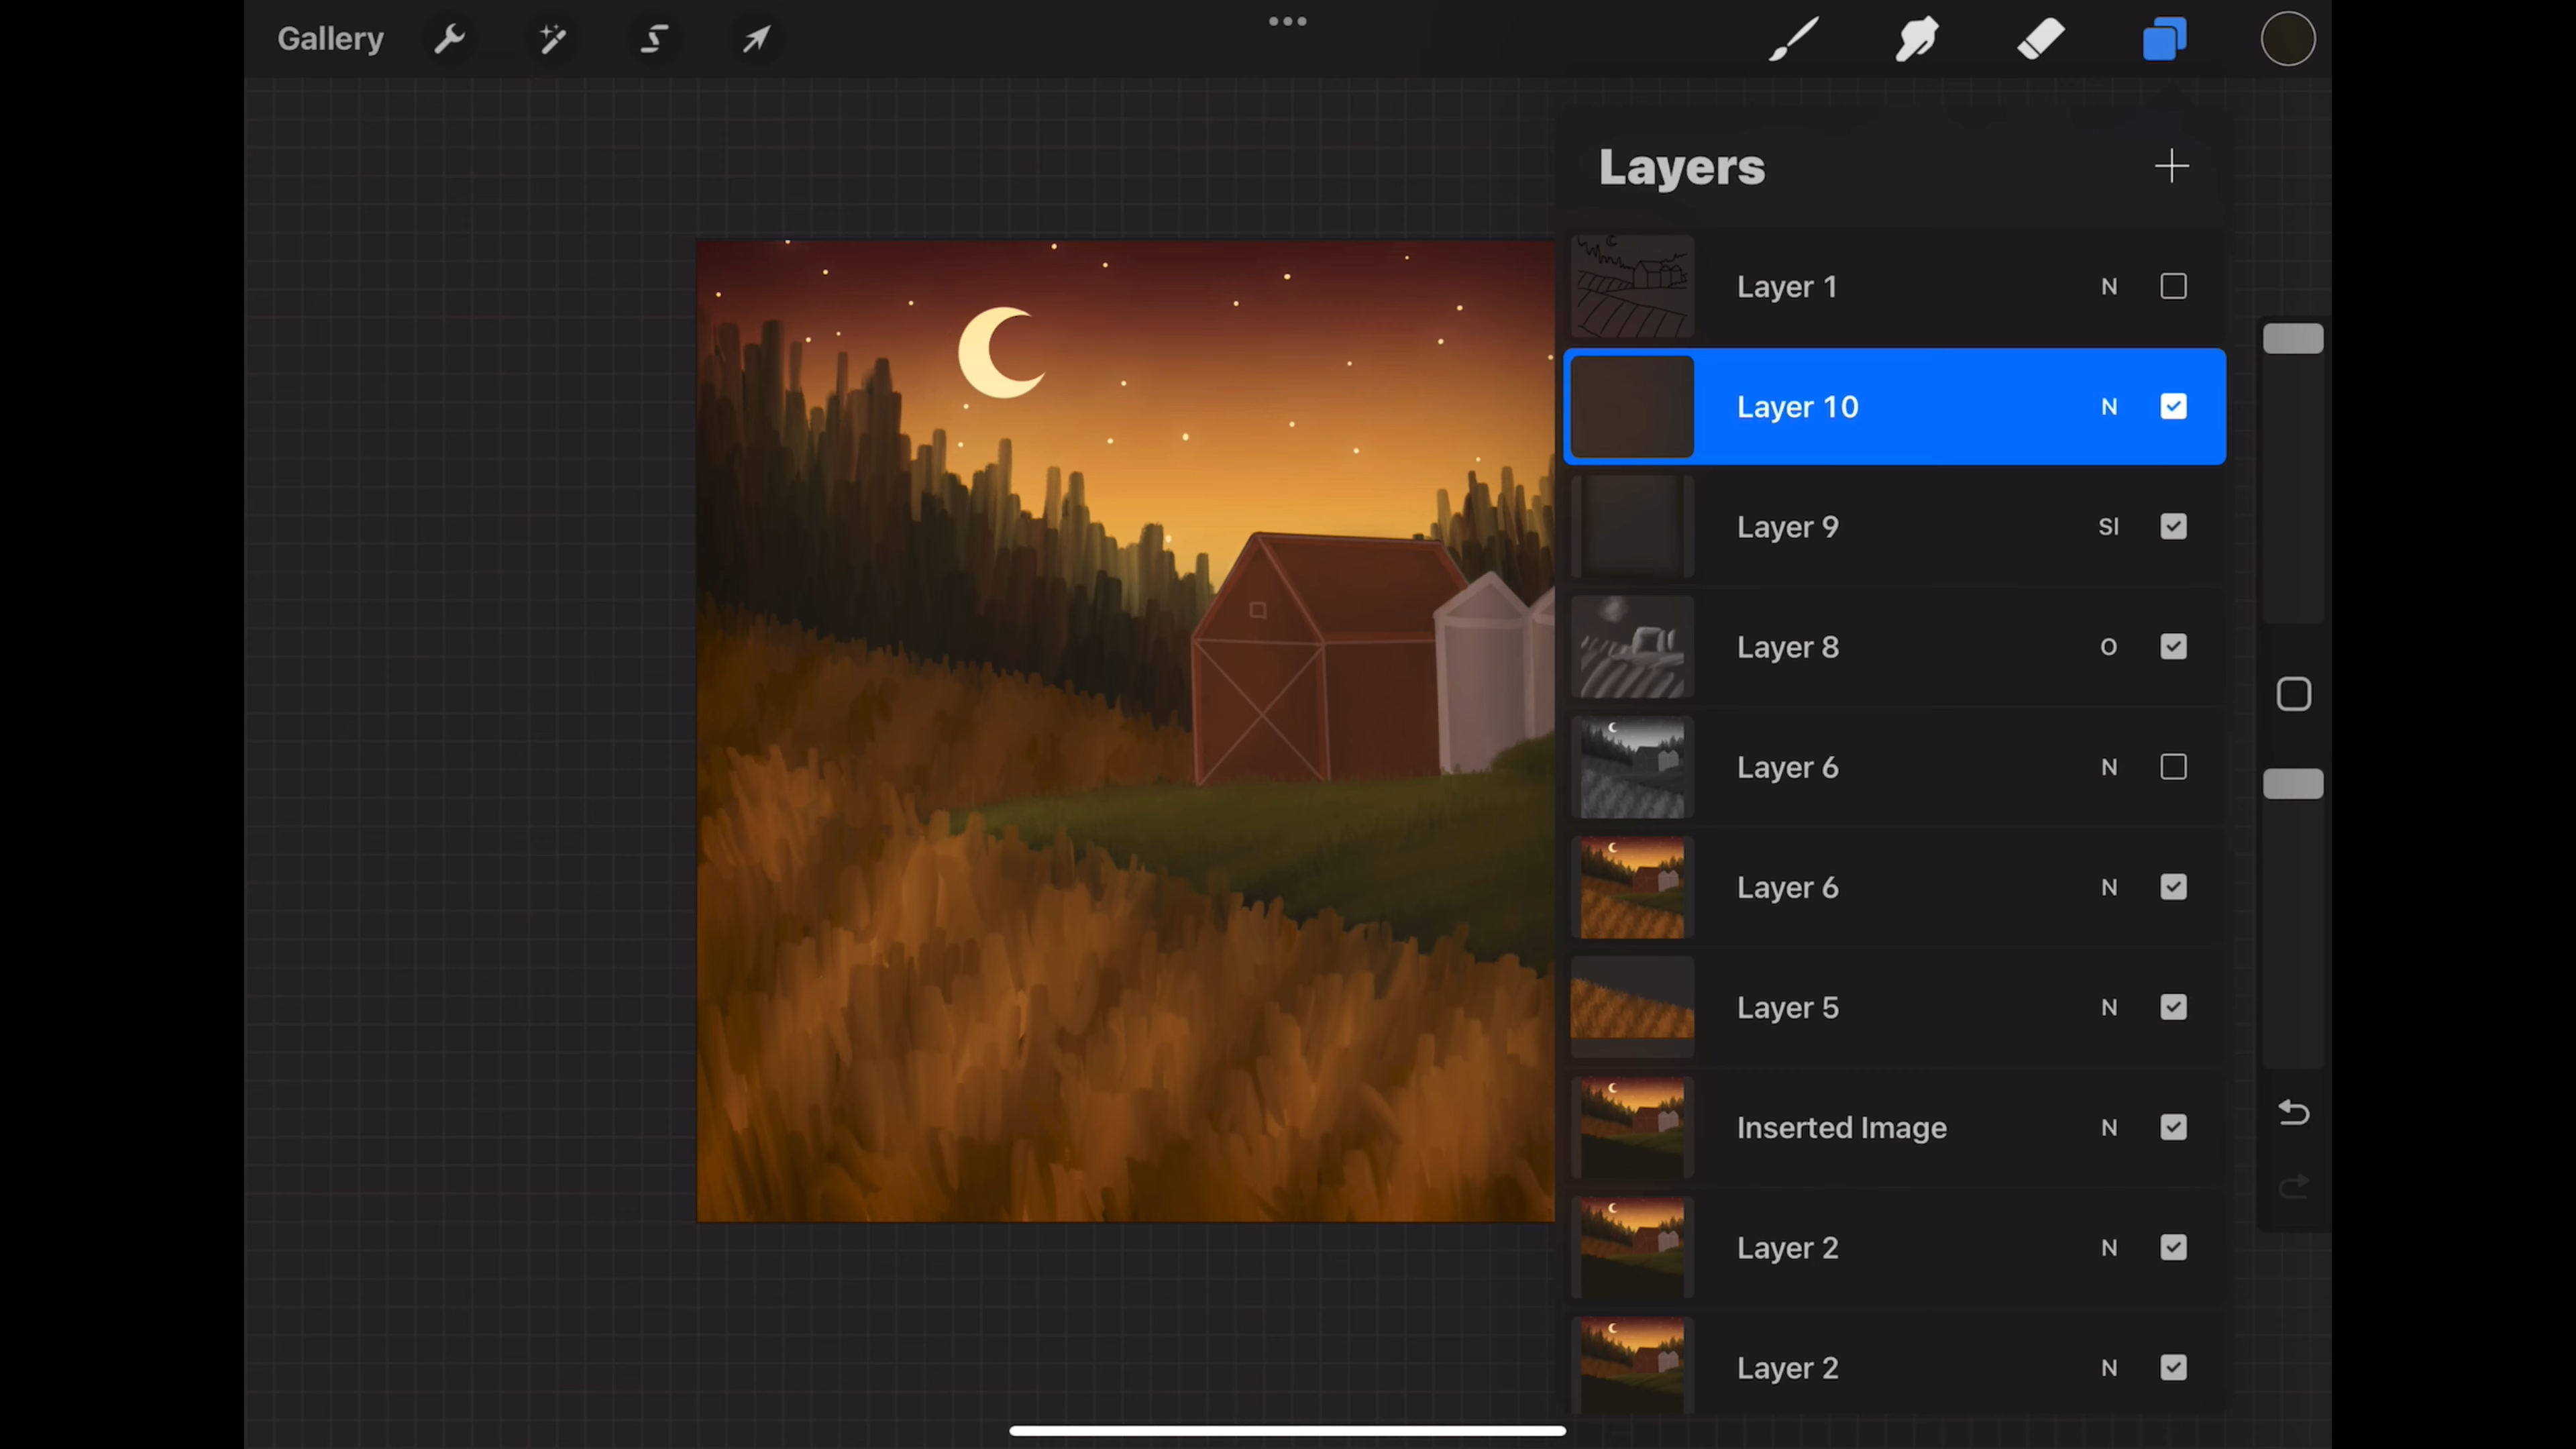 Gallery
Layers
Layer 1 N
Layer 10 N
Layer 9 SI
Layer 8 O
Layer 6 N
Layer 6 N
Layer 5 N
Inserted Image N
Layer 2 N
Layer 2 N